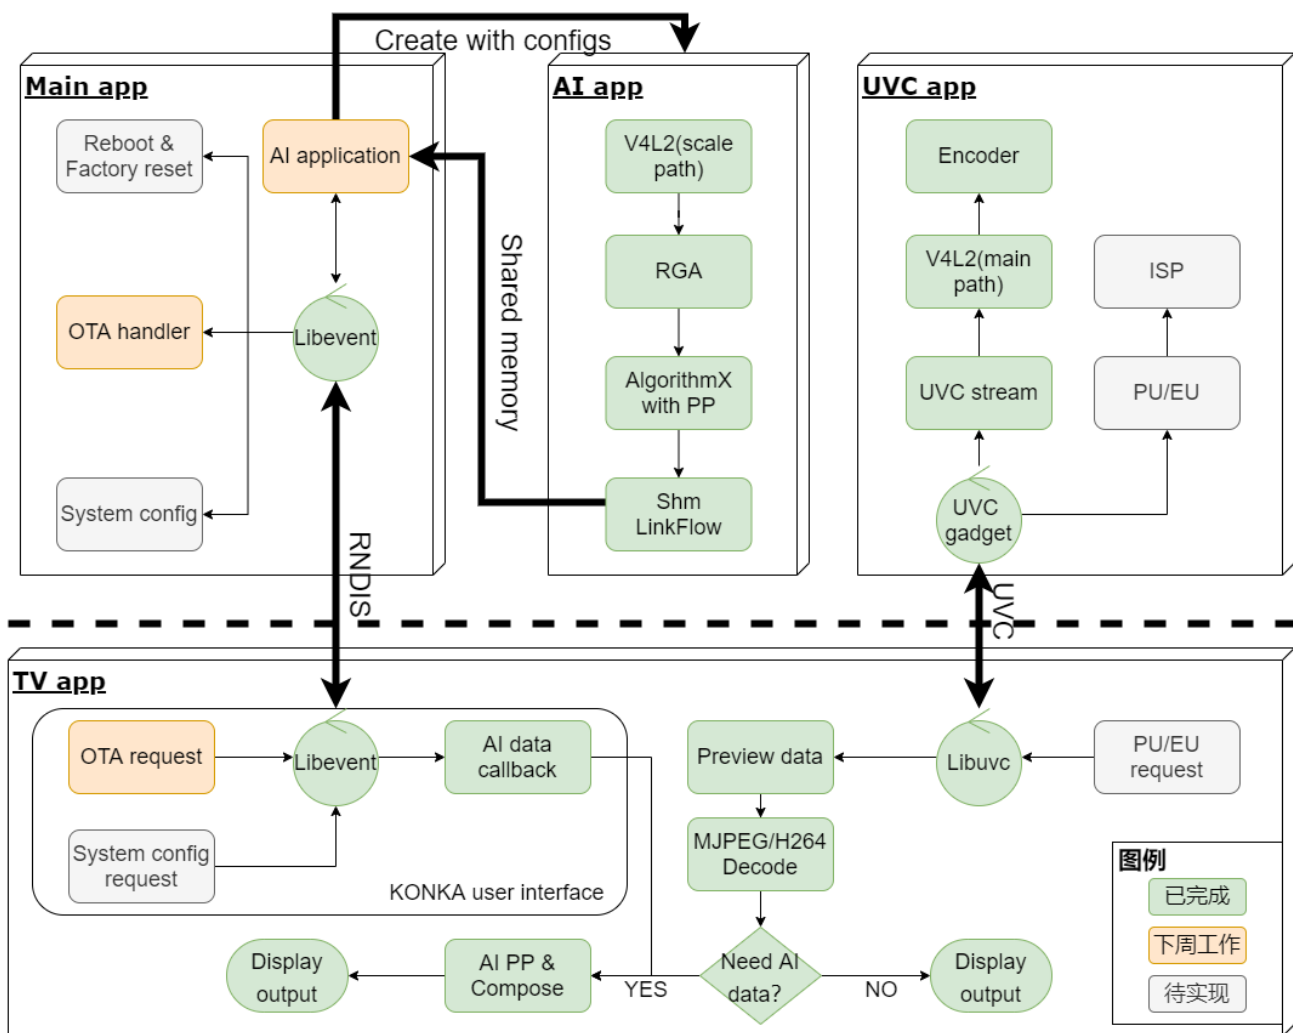 Create with configs
Main app
Reboot &
Factory reset
AI application
OTA handler
Libevent
System config
Shared memory
RNDIS
AI app
V4L2(scale
path)
RGA
AlgorithmX
with PP
Shm
LinkFlow
UVC app
Encoder
V4L2(main
path)
ISP
UVC stream
PU/EU
UVC
gadget
UVC
TV app
OTA request
Libevent
AI data
callback
System config
request
KONKA user interface
Preview data
Libuvc
PU/EU
request
MJPEG/H264
Decode
Need AI
data?
YES
NO
AI PP &
Compose
Display
output
Display
output
图例
已完成
下周工作
待实现